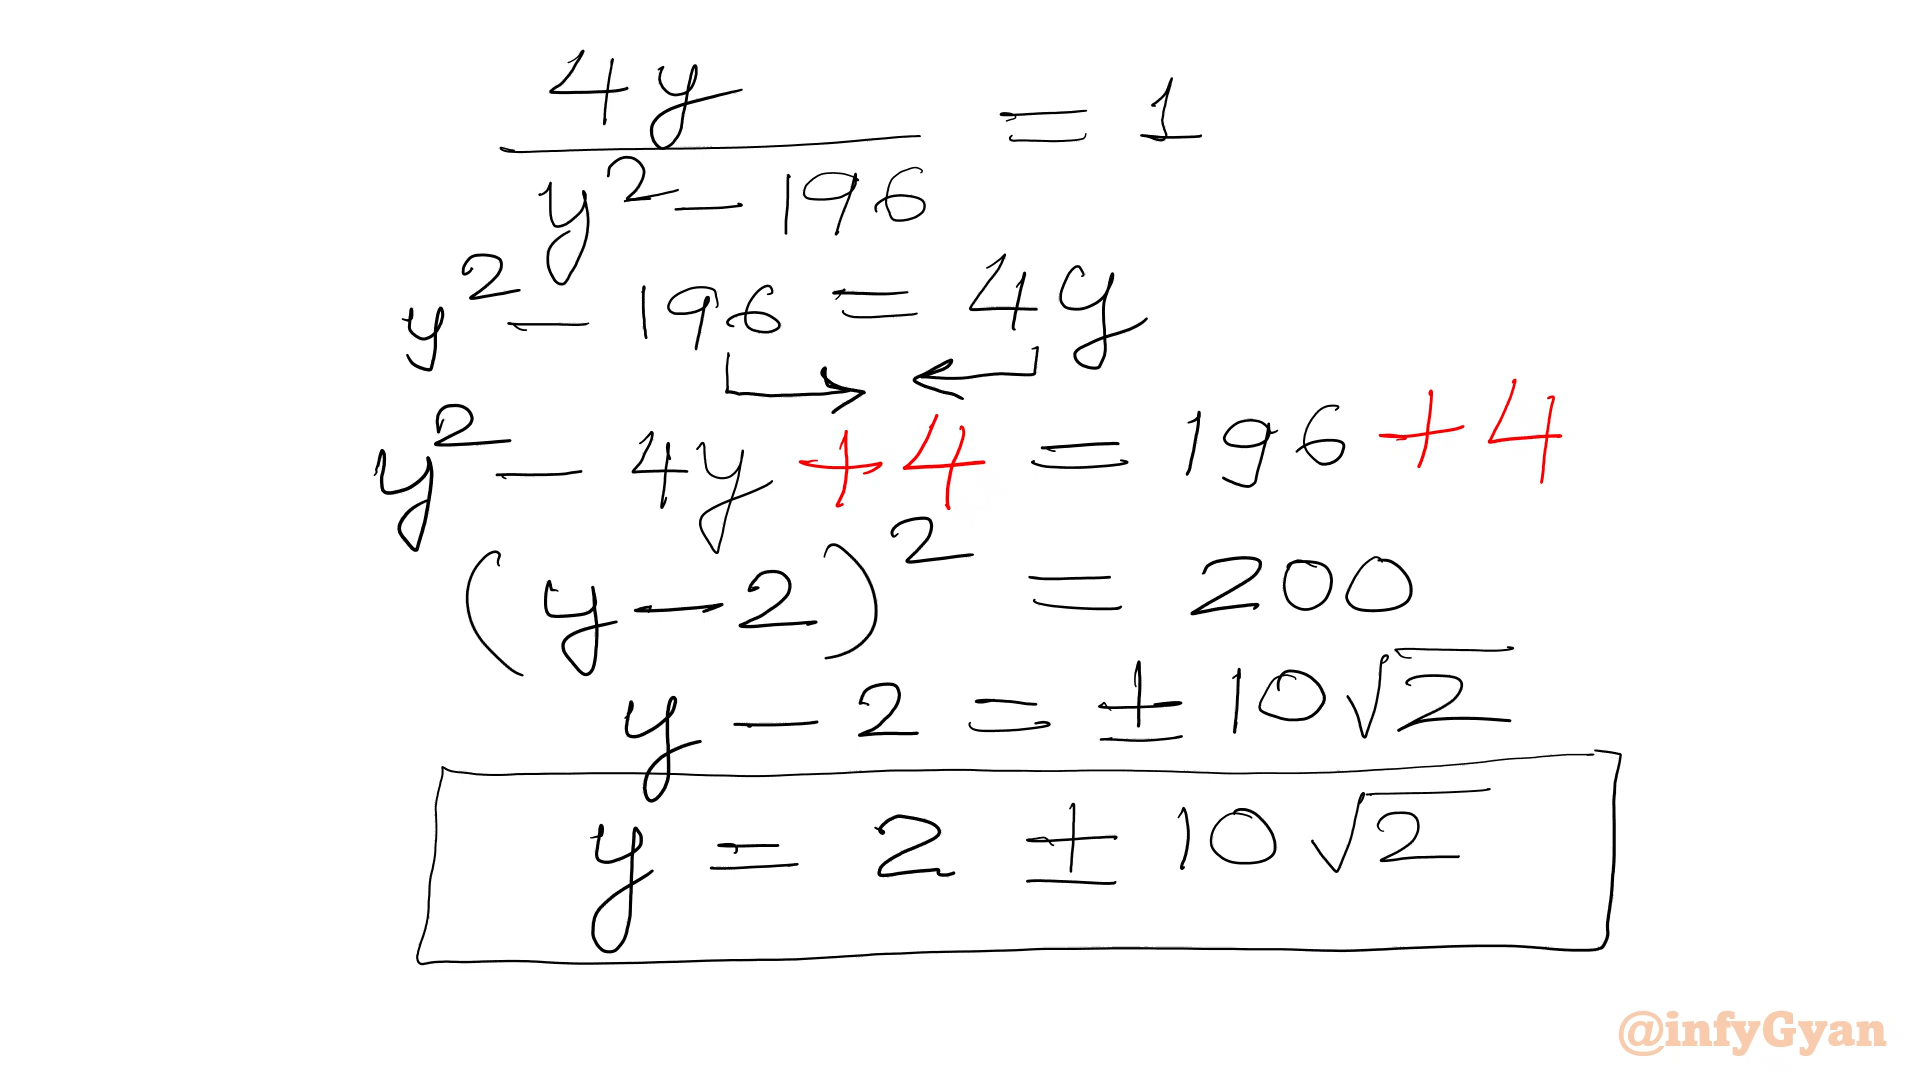 4y / y² - 196 = 1
y² - 196 = 4y
y² - 4y + 4 = 196 + 4
(y - 2)² = 200
y - 2 = ± 10√2
y = 2 ± 10√2
@infyGyan